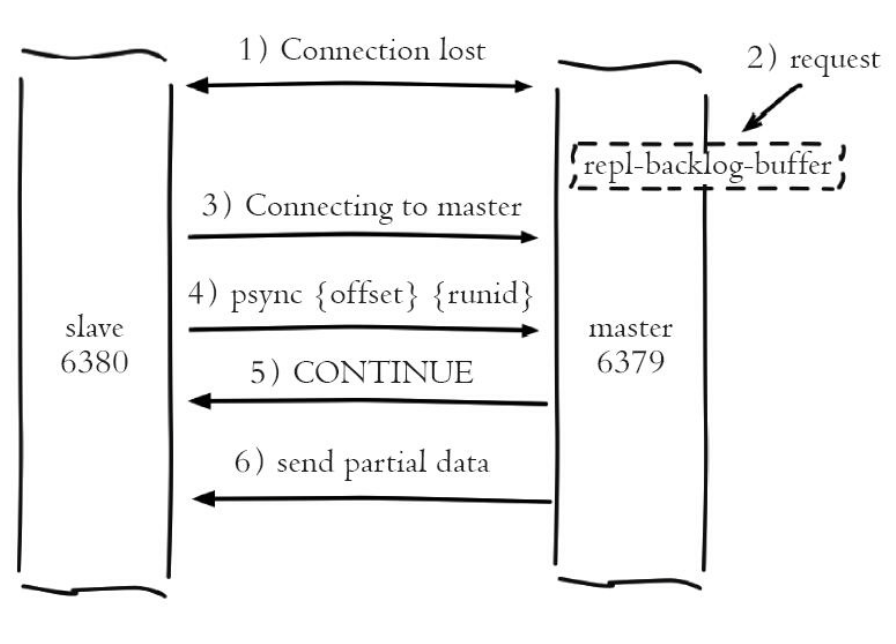 1) Connection lost
2) request
repl-backlog-buffer
3) Connecting to master
4) psync {offset} {runid}
slave
6380
master
6379
5) CONTINUE
6) send partial data